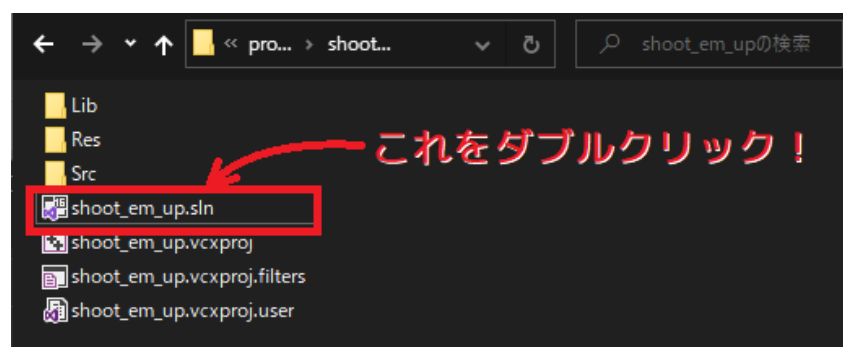 « pro... › shoot...
shoot_em_upの検索
Lib
Res
これをダブルクリック！
Src
shoot_em_up.sln
shoot_em_up.vcxproj
shoot_em_up.vcxproj.filters
shoot_em_up.vcxproj.user